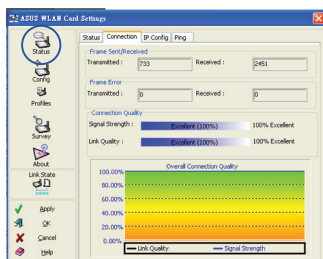 ASUS WLAN Card Settings
Status Connection IP Config Ping
Status
Config
Profiles
Survey
About
Link State
Apply
OK
Cancel
Help
Frame Sent/Received
Transmitted : 733 Received : 2451
Frame Error
Transmitted : 0 Received : 0
Connection Quality
Signal Strength : Excellent (100%) 100% Excellent
Link Quality : Excellent (100%) 100% Excellent
Overall Connection Quality
100.00%
80.00%
60.00%
40.00%
20.00%
0.00%
Link Quality Signal Strength